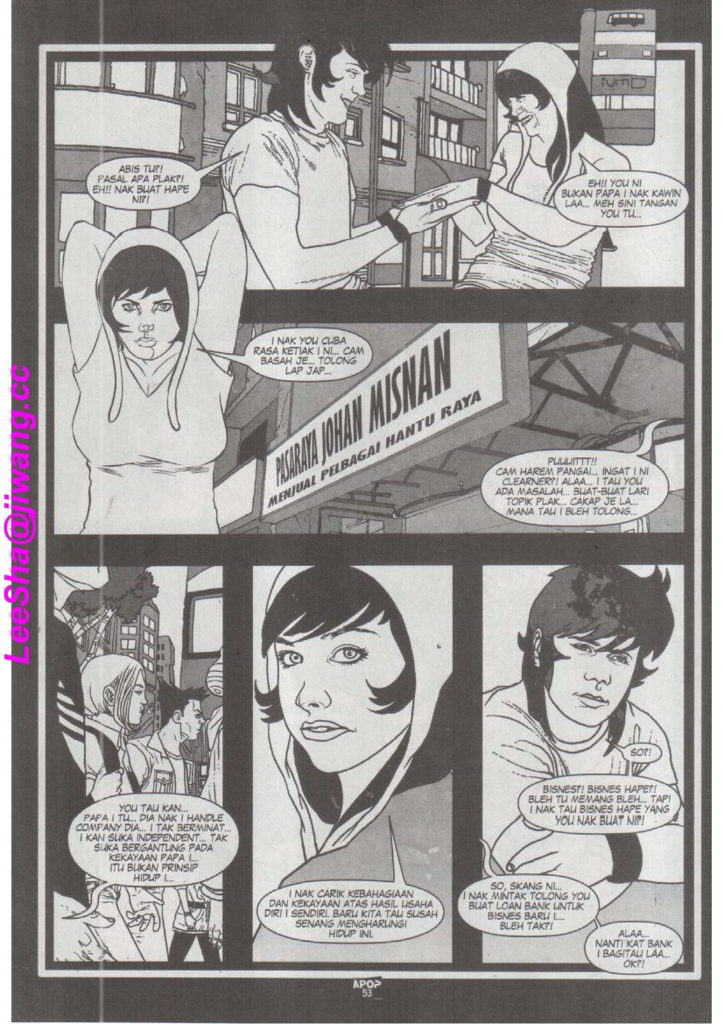 ABIS TU?!
PASAL APA PLAK?!
EH!! NAK BUAT HAPE
NI?!
EH!! YOU NI
BUKAN PAPA I NAK KAWIN
LAA... MEH SINI TANGAN
YOU TU...
I NAK YOU CUBA
RASA KETIAK I NI... CAM
BASAH JE... TOLONG
LAP JAP...
PASARAYA JOHAN MISNAN
MENJUAL PELBAGAI HANTU RAYA
PUUUITTT!!
CAM HAREM PANGAI... INGAT I NI
CLEARNER?! ALAA... I TAU YOU
ADA MASALAH... BUAT-BUAT LARI
TOPIK PLAK... CAKAP JE LA...
MANA TAU I BLEH TOLONG...
YOU TAU KAN...
PAPA I TU... DIA NAK I HANDLE
COMPANY DIA... I TAK BERMINAT...
I KAN SUKA INDEPENDENT... TAK
SUKA BERGANTUNG PADA
KEKAYAAN PAPA I...
ITU BUKAN PRINSIP
HIDUP I...
I NAK CARIK KEBAHAGIAAN
DAN KEKAYAAN ATAS HASIL USAHA
DIRI I SENDIRI. BARU KITA TAU SUSAH
SENANG MENGHARUNGI
HIDUP INI.
SO?!
BISNES?! BISNES HAPE?!
BLEH TU MEMANG BLEH... TAPI
I NAK TAU BISNES HAPE YANG
YOU NAK BUAT NI?!
SO, SKANG NI...
I NAK MINTAK TOLONG YOU
BUAT LOAN BANK UNTUK
BISNES BARU I...
BLEH TAK?!
ALAA...
NANTI KAT BANK
I BAGITAU LAA...
OK?!
APO?
53
LeeSha@jiwang.cc